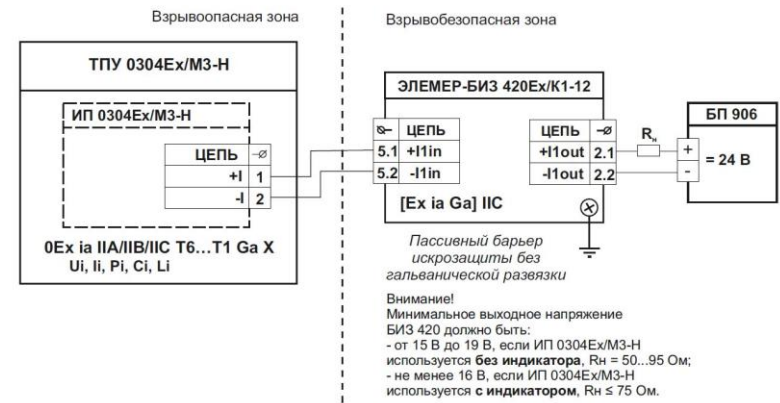 Взрывоопасная зона
Взрывобезопасная зона
ТПУ 0304Ex/М3-Н
ИП 0304Ex/М3-Н
ЦЕПЬ
+I 1
-I 2
0Ex ia IIA/IIB/IIC T6...T1 Ga X
Ui, Ii, Pi, Ci, Li
ЭЛЕМЕР-БИЗ 420Ex/К1-12
ЦЕПЬ
5.1 +I1in
5.2 -I1in
ЦЕПЬ
+I1out 2.1
-I1out 2.2
[Ex ia Ga] IIC
Rн
БП 906
+
-
= 24 В
Пассивный барьер
искрозащиты без
гальванической развязки
Внимание!
Минимальное выходное напряжение
БИЗ 420 должно быть:
- от 15 В до 19 В, если ИП 0304Ex/М3-Н
используется без индикатора, Rн = 50...95 Ом;
- не менее 16 В, если ИП 0304Ex/М3-Н
используется с индикатором, Rн ≤ 75 Ом.